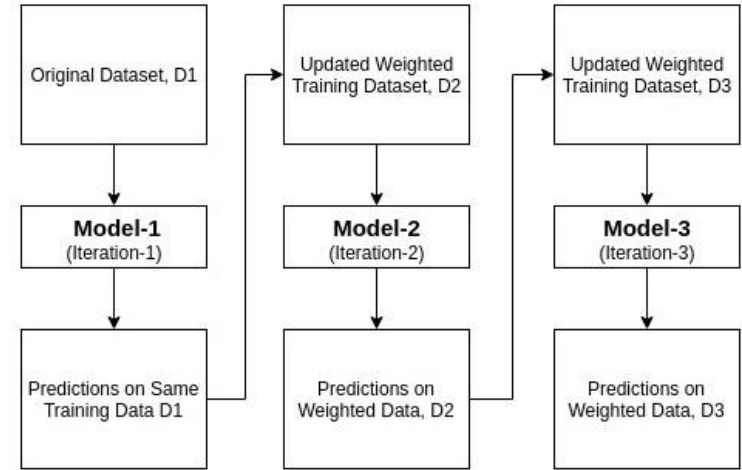 Original Dataset, D1
Model-1
(Iteration-1)
Predictions on Same
Training Data D1
Updated Weighted
Training Dataset, D2
Model-2
(Iteration-2)
Predictions on
Weighted Data, D2
Updated Weighted
Training Dataset, D3
Model-3
(Iteration-3)
Predictions on
Weighted Data, D3